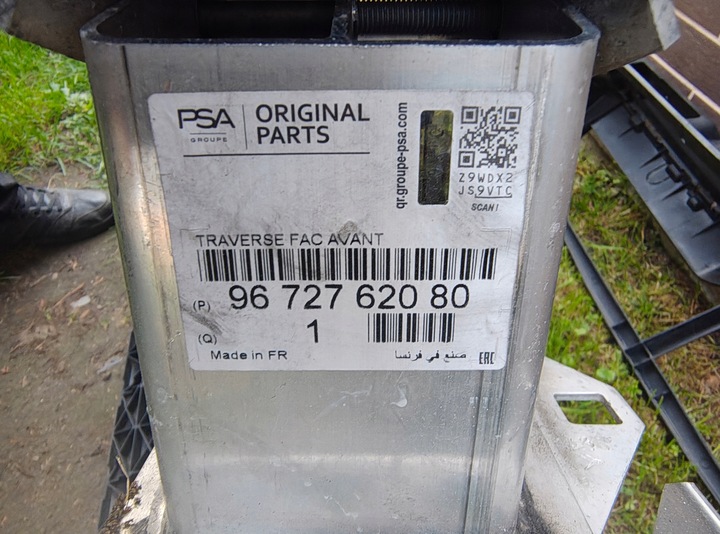 PSA
GROUPE
ORIGINAL
PARTS
qr.groupe-psa.com
Z9WDX2
JS9VTC
SCAN!
TRAVERSE FAC AVANT
(P) 96 727 620 80
(Q) 1
Made in FR
صنع في فرنسا
EAC